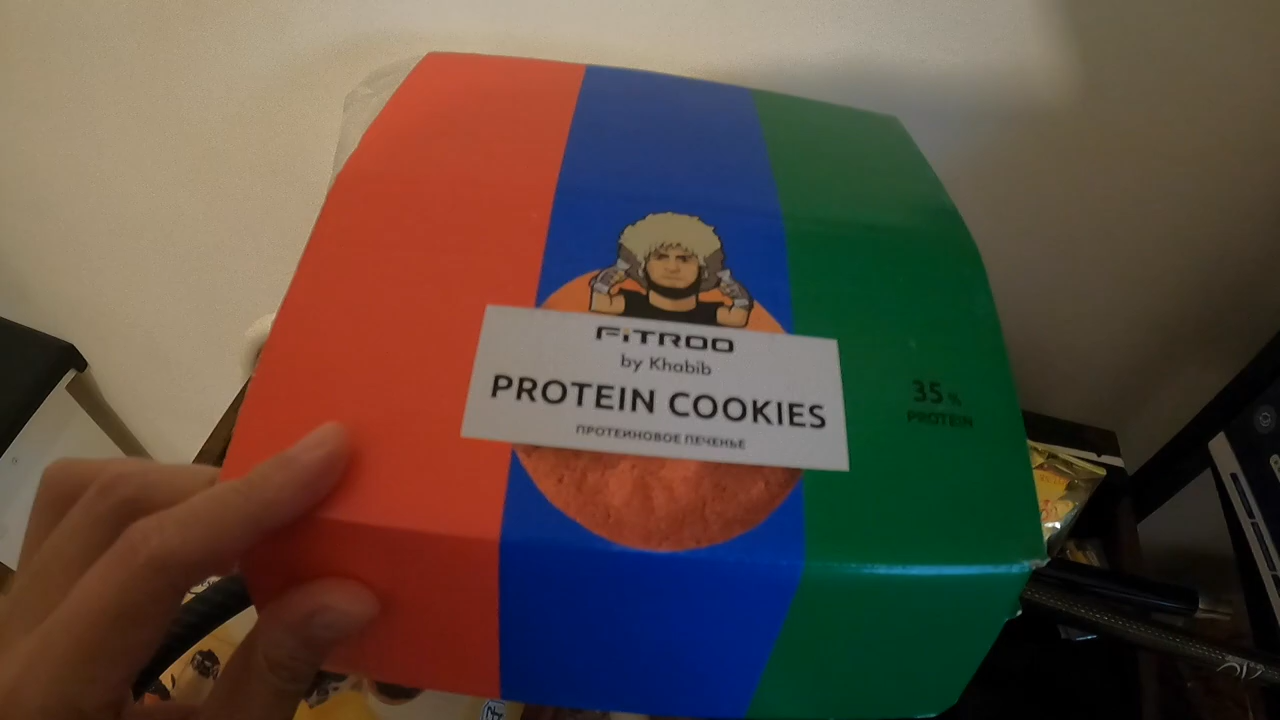 FiTROO
by Khabib
PROTEIN COOKIES
ПРОТЕИНОВОЕ ПЕЧЕНЬЕ
35 %
PROTEIN